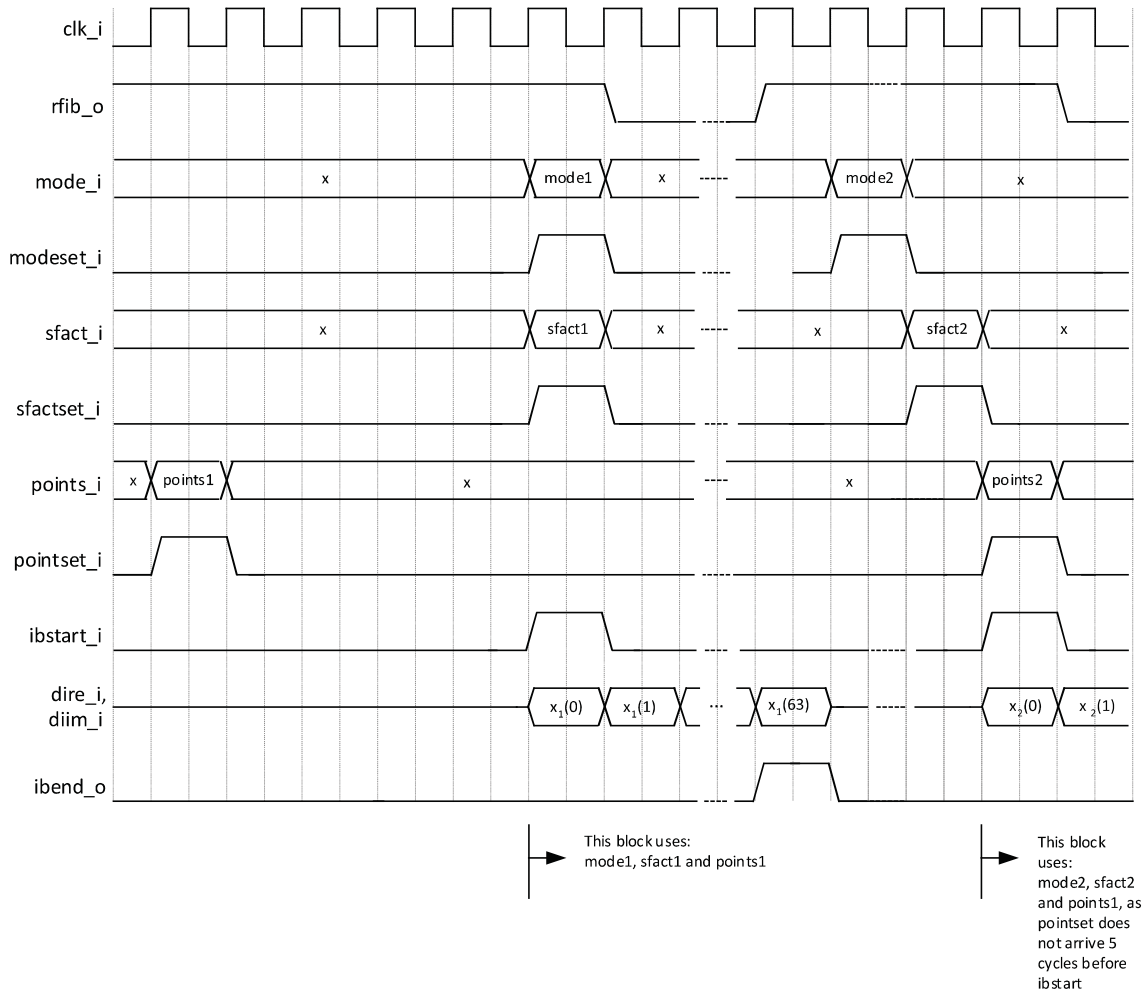 clk_i
rfib_o
mode_i
x
mode1
x
mode2
x
modeset_i
sfact_i
x
sfact1
x
x
sfact2
x
sfactset_i
points_i
x
points1
x
x
points2
pointset_i
ibstart_i
dire_i,
diim_i
x1(0)
x1(1)
...
x1(63)
x2(0)
x2(1)
ibend_o
This block uses:
mode1, sfact1 and points1
This block
uses:
mode2, sfact2
and points1, as
pointset does
not arrive 5
cycles before
ibstart